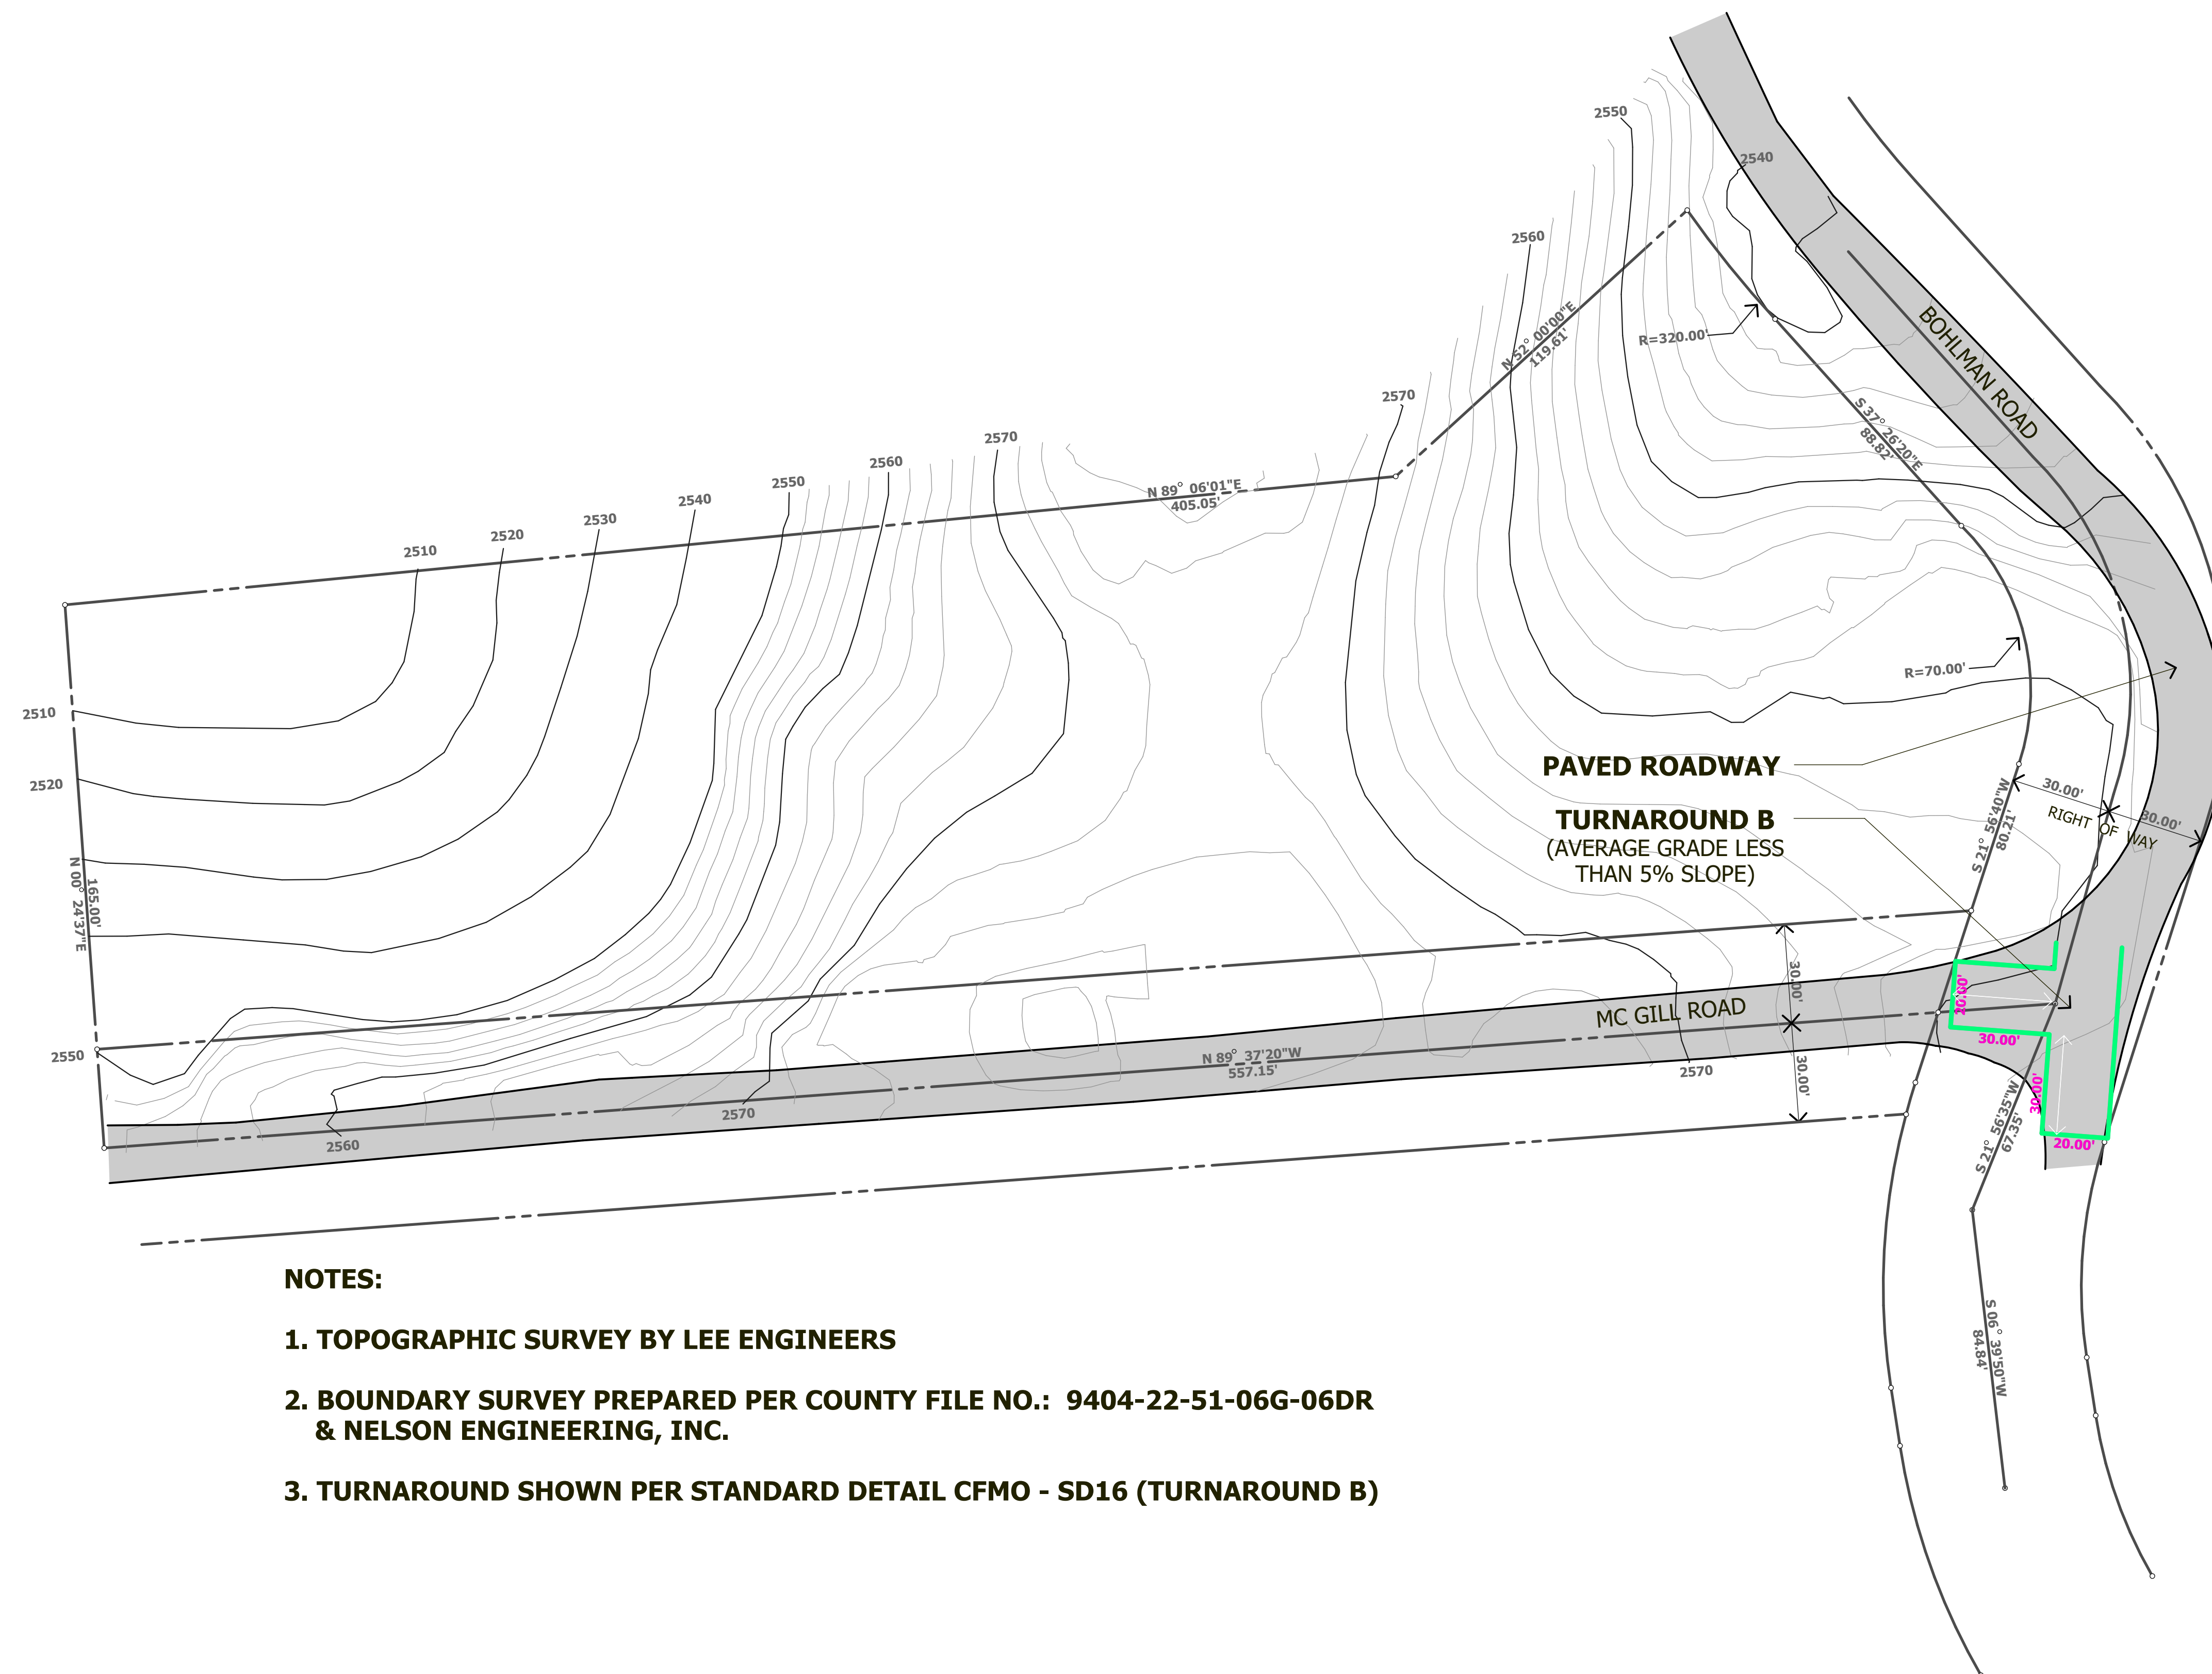 2550
2540
2560
N 52° 00'00"E
119.61'
R=320.00'
BOHLMAN ROAD
2570
S 37° 26'20"E
88.82'
2570
2560
2550
N 89° 06'01"E
405.05'
2540
2530
2520
2510
R=70.00'
2510
2520
PAVED ROADWAY
30.00'
30.00'
RIGHT OF WAY
S 21° 56'40"W
80.21'
TURNAROUND B
(AVERAGE GRADE LESS
THAN 5% SLOPE)
N 00° 24'37"E
165.00'
30.00'
20.00'
MC GILL ROAD
30.00'
2550
N 89° 37'20"W
557.15'
2570
30.00'
30.00'
20.00'
2570
2560
S 21° 56'35"W
67.35'
S 06° 39'50"W
84.84'
NOTES:
1. TOPOGRAPHIC SURVEY BY LEE ENGINEERS
2. BOUNDARY SURVEY PREPARED PER COUNTY FILE NO.: 9404-22-51-06G-06DR
& NELSON ENGINEERING, INC.
3. TURNAROUND SHOWN PER STANDARD DETAIL CFMO - SD16 (TURNAROUND B)